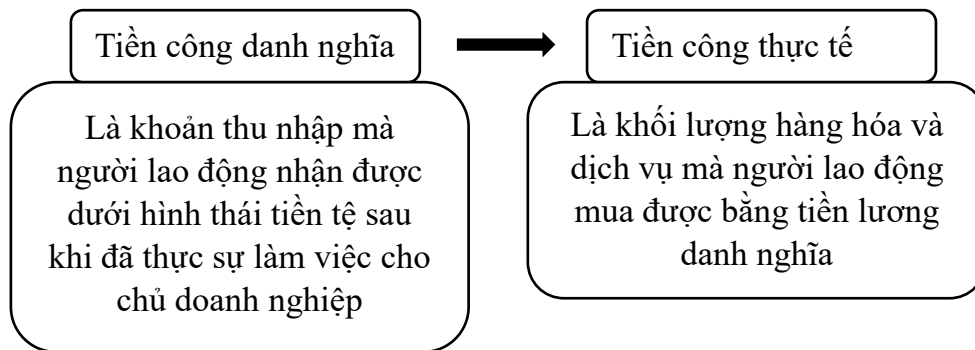 Tiền công danh nghĩa
Tiền công thực tế
Là khoản thu nhập mà
người lao động nhận được
dưới hình thái tiền tệ sau
khi đã thực sự làm việc cho
chủ doanh nghiệp
Là khối lượng hàng hóa và
dịch vụ mà người lao động
mua được bằng tiền lương
danh nghĩa